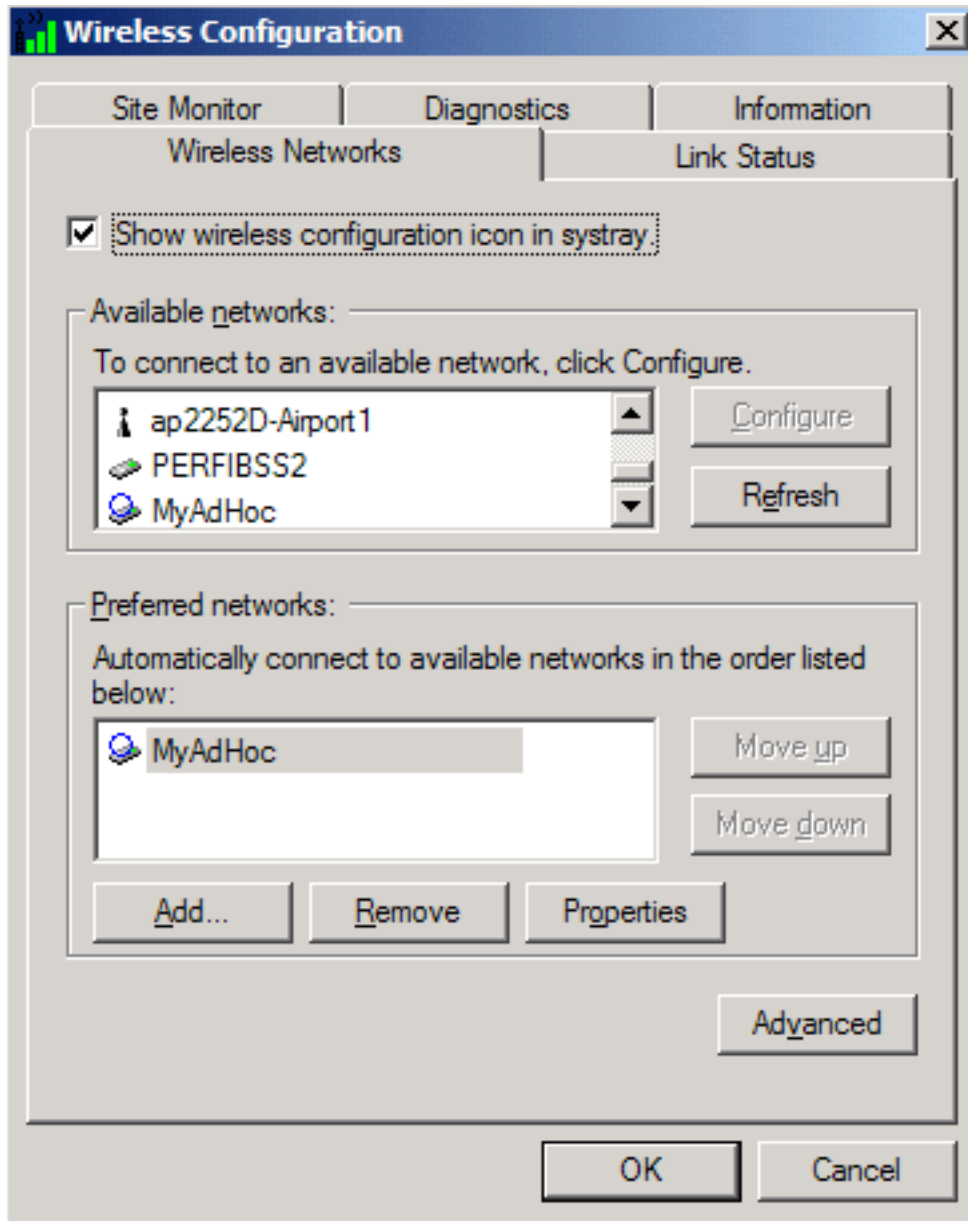 Wireless Configuration
Site Monitor Diagnostics Information
Wireless Networks Link Status
Show wireless configuration icon in systray.
Available networks:
To connect to an available network, click Configure.
ap2252D-Airport1
PERFIBSS2
MyAdHoc
Configure
Refresh
Preferred networks:
Automatically connect to available networks in the order listed
below:
MyAdHoc
Move up
Move down
Add... Remove Properties
Advanced
OK Cancel